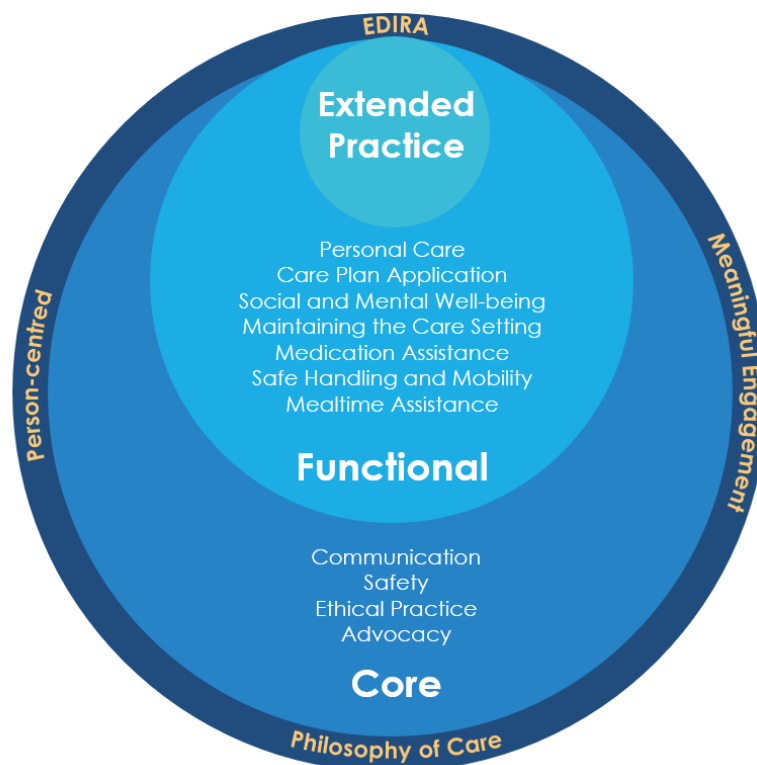 EDIRA
Extended
Practice
Personal Care
Care Plan Application
Social and Mental Well-being
Maintaining the Care Setting
Medication Assistance
Safe Handling and Mobility
Mealtime Assistance
Functional
Communication
Safety
Ethical Practice
Advocacy
Core
Person-centred
Meaningful Engagement
Philosophy of Care